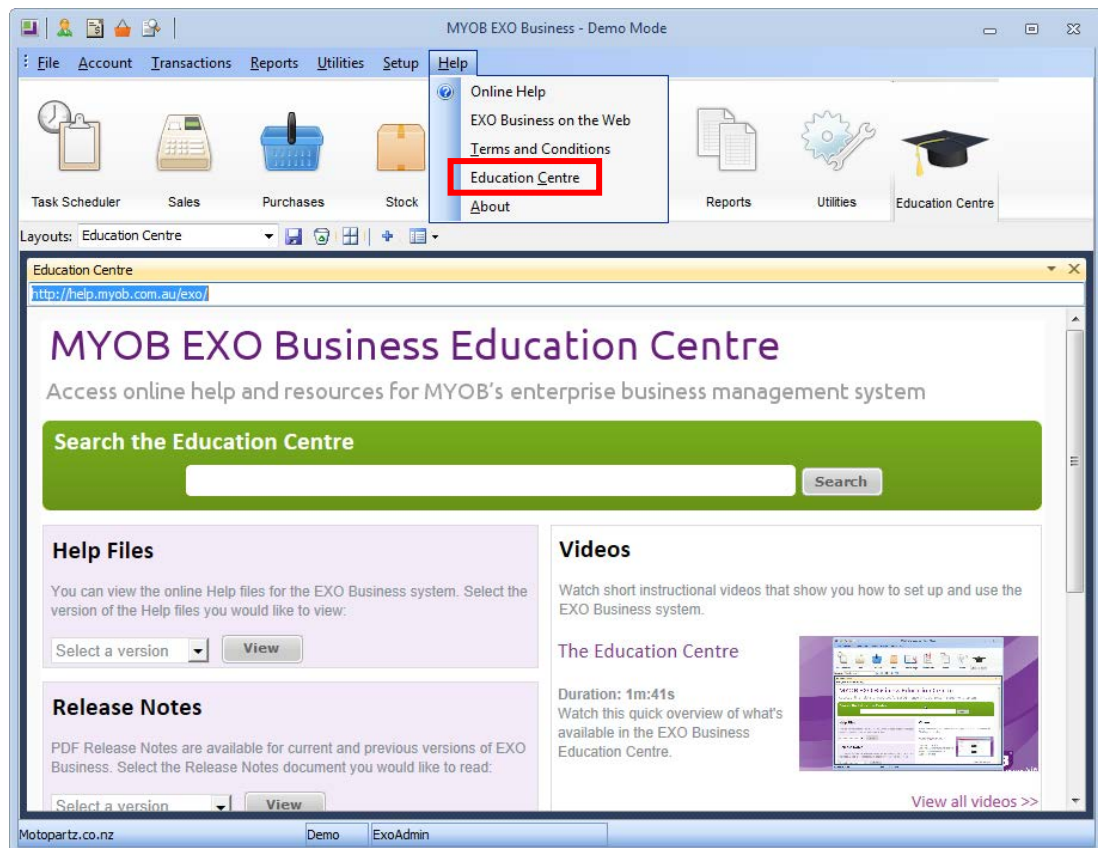 MYOB EXO Business - Demo Mode
File Account Transactions Reports Utilities Setup Help
Online Help
EXO Business on the Web
Terms and Conditions
Education Centre
About
Task Scheduler Sales Purchases Stock Reports Utilities Education Centre
Layouts: Education Centre
Education Centre
http://help.myob.com.au/exo/
MYOB EXO Business Education Centre
Access online help and resources for MYOB's enterprise business management system
Search the Education Centre
Search
Help Files
You can view the online Help files for the EXO Business system. Select the
version of the Help files you would like to view:
Select a version View
Release Notes
PDF Release Notes are available for current and previous versions of EXO
Business. Select the Release Notes document you would like to read:
Select a version View
Videos
Watch short instructional videos that show you how to set up and use the
EXO Business system.
The Education Centre
Duration: 1m:41s
Watch this quick overview of what's
available in the EXO Business
Education Centre.
View all videos >>
Motopartz.co.nz Demo ExoAdmin